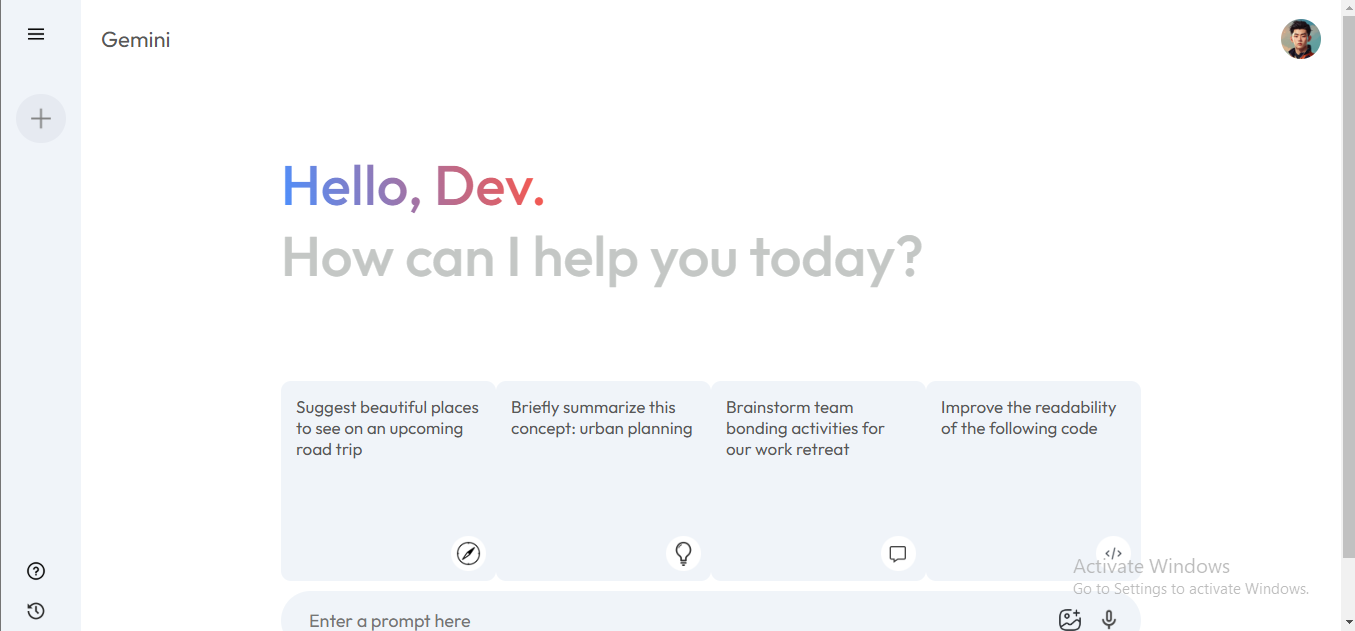 Gemini
Hello, Dev.
How can I help you today?
Suggest beautiful places
to see on an upcoming
road trip
Briefly summarize this
concept: urban planning
Brainstorm team
bonding activities for
our work retreat
Improve the readability
of the following code
Activate Windows
Go to Settings to activate Windows.
Enter a prompt here